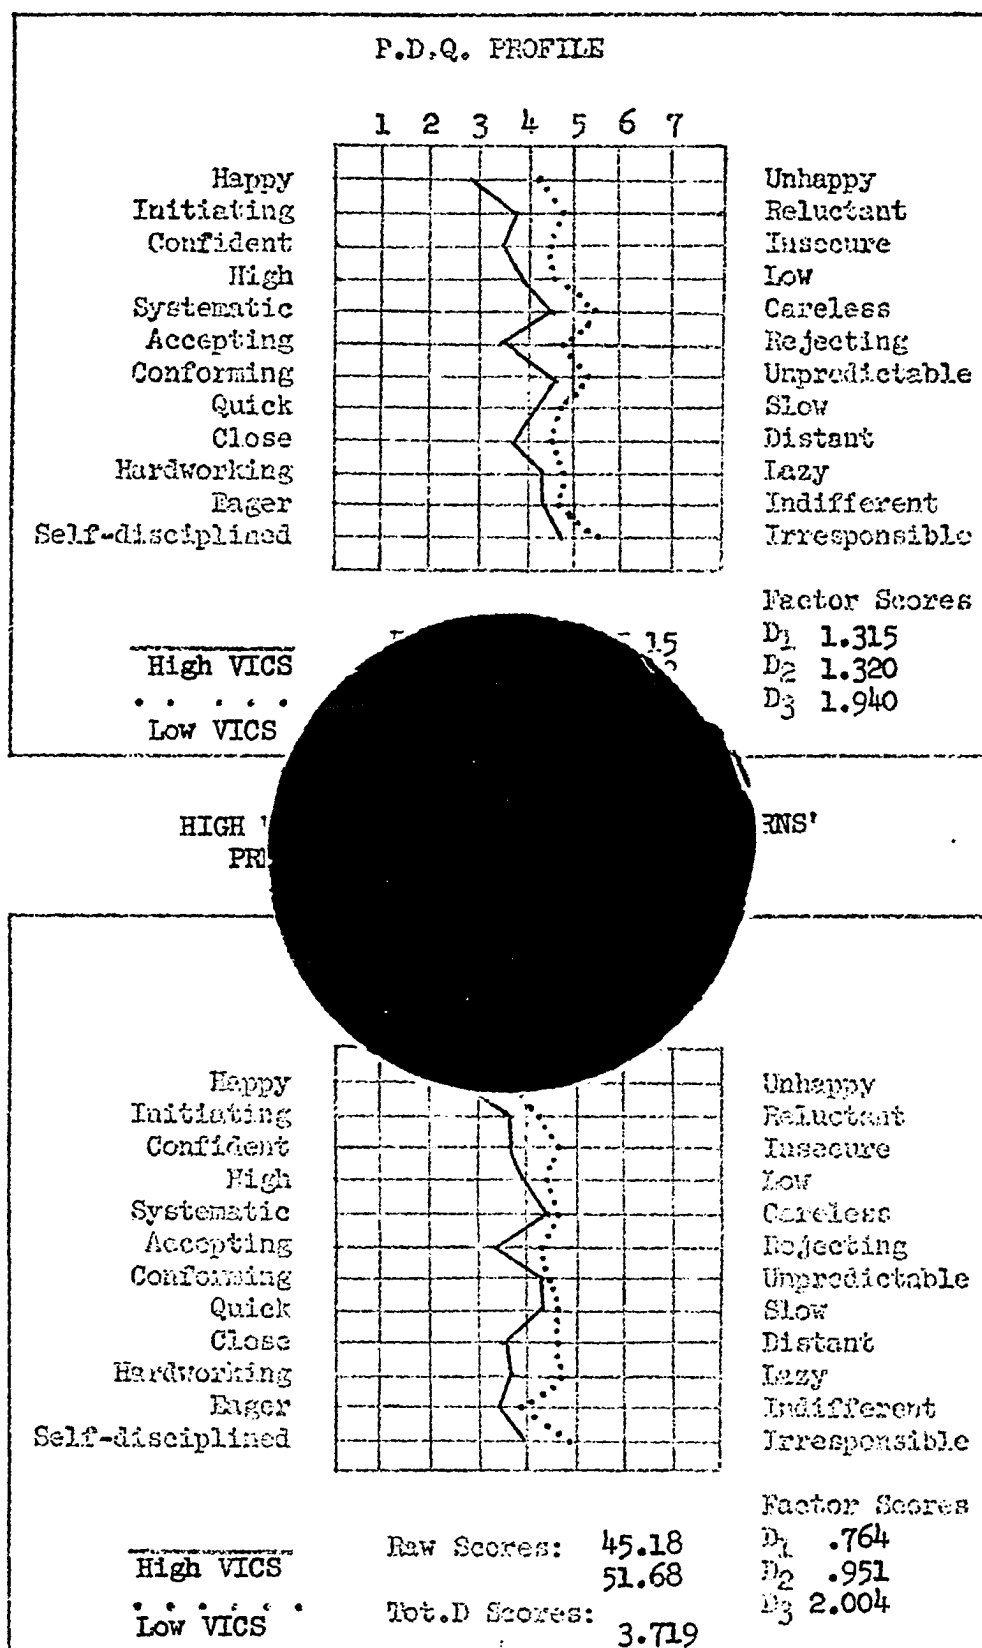 P.D.Q. PROFILE
1 2 3 4 5 6 7
Happy Unhappy
Initiating Reluctant
Confident Insecure
High Low
Systematic Careless
Accepting Rejecting
Conforming Unpredictable
Quick Slow
Close Distant
Hardworking Lazy
Eager Indifferent
Self-disciplined Irresponsible
Factor Scores
15 D1 1.315
High VICS D2 1.320
D3 1.940
Low VICS
HIGH
Happy Unhappy
Initiating Reluctant
Confident Insecure
High Low
Systematic Careless
Accepting Rejecting
Conforming Unpredictable
Quick Slow
Close Distant
Hardworking Lazy
Eager Indifferent
Self-disciplined Irresponsible
Factor Scores
Raw Scores: 45.18 D1 .764
High VICS 51.68 D2 .951
Tot.D Scores: D3 2.004
Low VICS 3.719